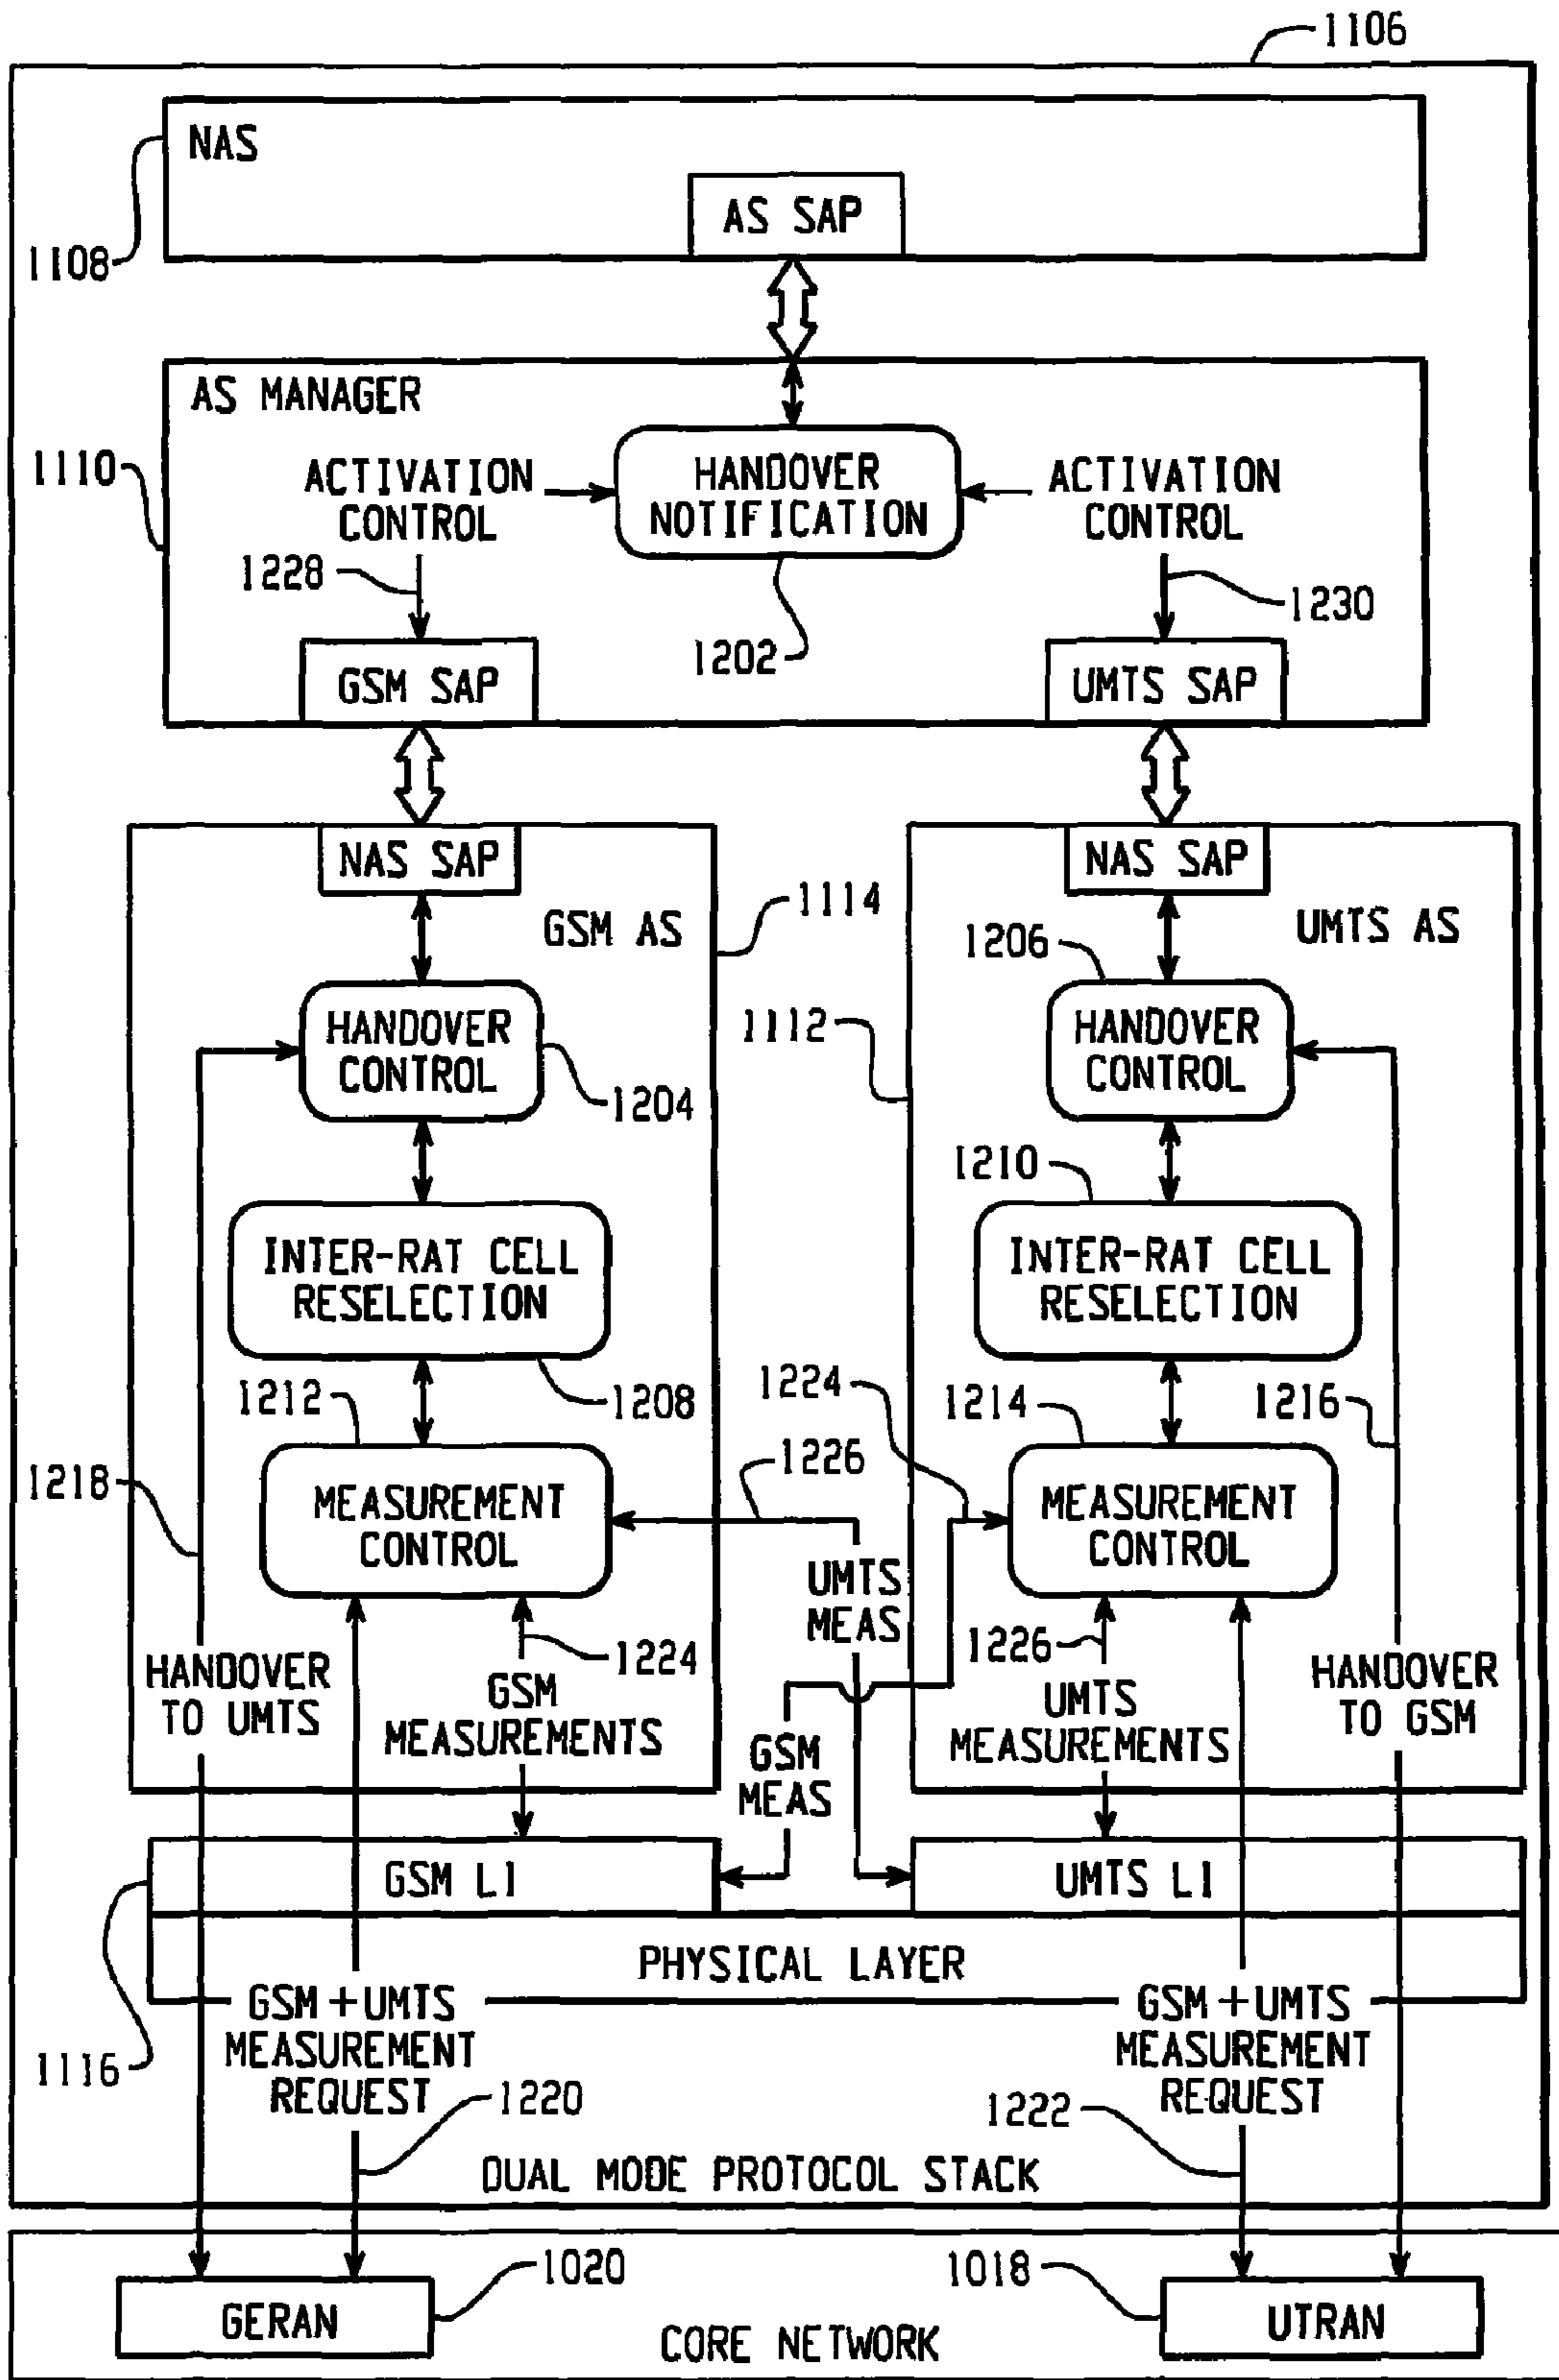 1106
NAS
AS SAP
1108
AS MANAGER
1110
ACTIVATION
CONTROL
HANDOVER
NOTIFICATION
ACTIVATION
CONTROL
1228
1230
1202
GSM SAP
UMTS SAP
NAS SAP
NAS SAP
GSM AS
1114
1206
UMTS AS
HANDOVER
CONTROL
1204
1112
HANDOVER
CONTROL
1210
INTER-RAT CELL
RESELECTION
INTER-RAT CELL
RESELECTION
1212
1208
1224
1214
1216
1218
MEASUREMENT
CONTROL
1226
MEASUREMENT
CONTROL
UMTS
MEAS
1224
1226
HANDOVER
TO UMTS
GSM
MEASUREMENTS
GSM
MEAS
UMTS
MEASUREMENTS
HANDOVER
TO GSM
GSM L1
UMTS L1
PHYSICAL LAYER
1116
GSM+UMTS
MEASUREMENT
REQUEST
GSM+UMTS
MEASUREMENT
REQUEST
1220
1222
DUAL MODE PROTOCOL STACK
1020
1018
GERAN
UTRAN
CORE NETWORK